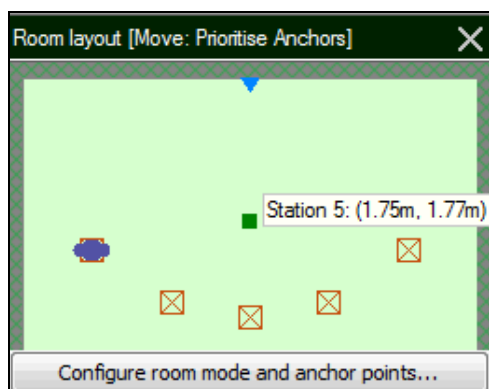 Room layout [Move: Prioritise Anchors]
Station 5: (1.75m, 1.77m)
Configure room mode and anchor points...